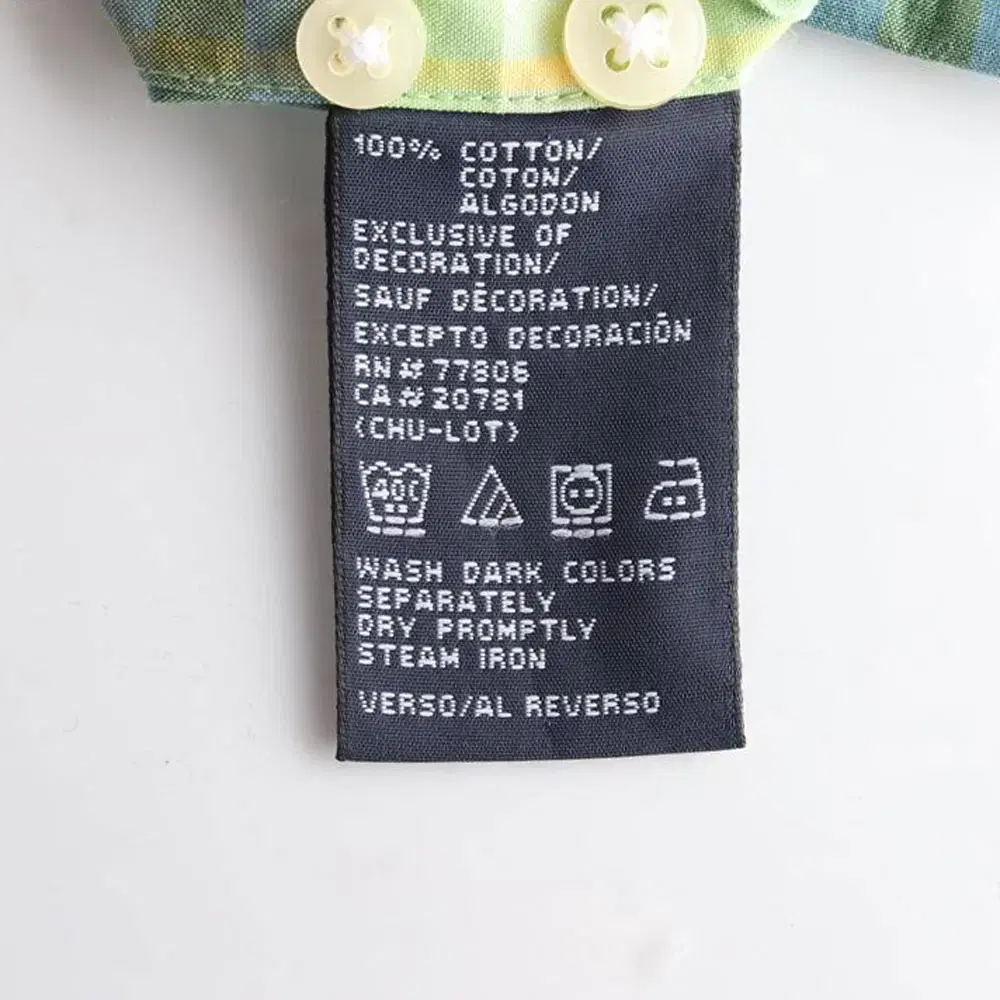 100% COTTON/
COTON/
ALGODON
EXCLUSIVE OF
DECORATION/
SAUF DÉCORATION/
EXCEPTO DECORACIÓN
RN # 77806
CA # 20781
(CHU-LOT)
40C
WASH DARK COLORS
SEPARATELY
DRY PROMPTLY
STEAM IRON
VERSO/AL REVERSO